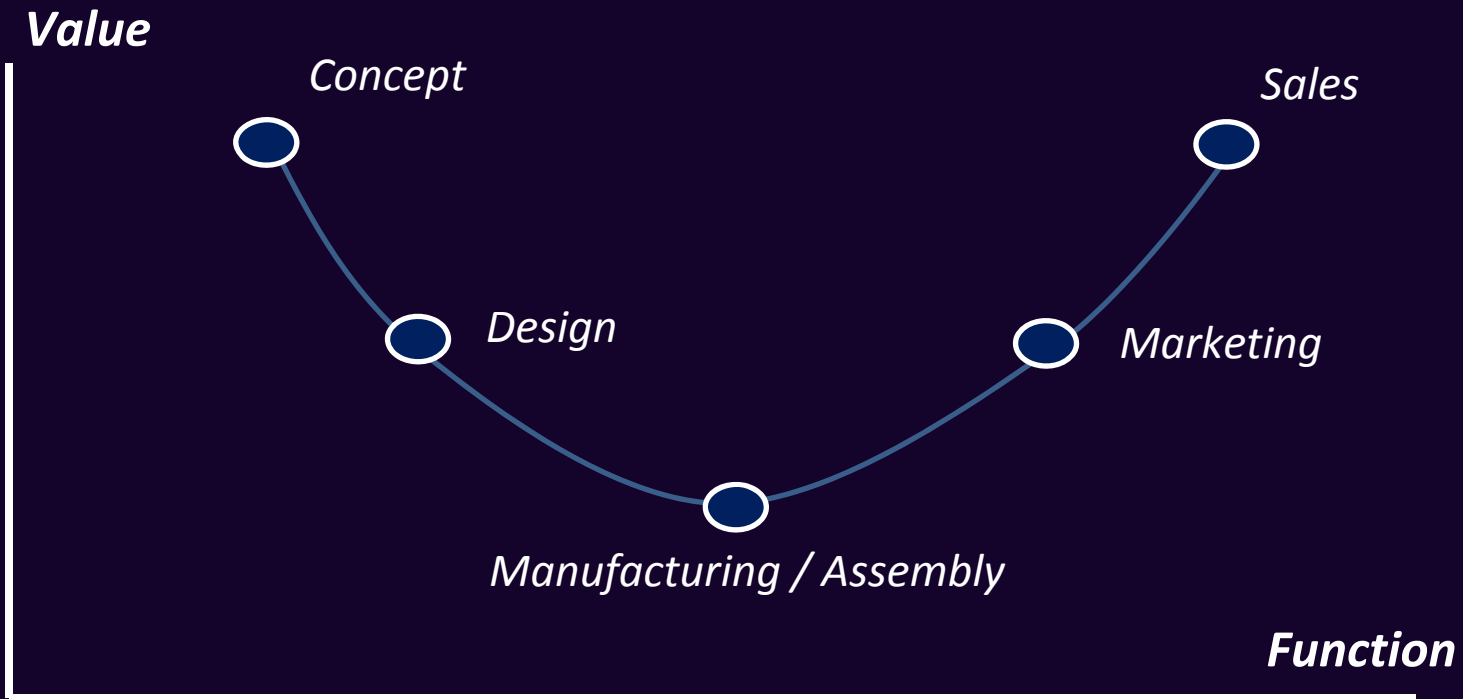 Value
Concept
Sales
Design
Marketing
Manufacturing / Assembly
Function